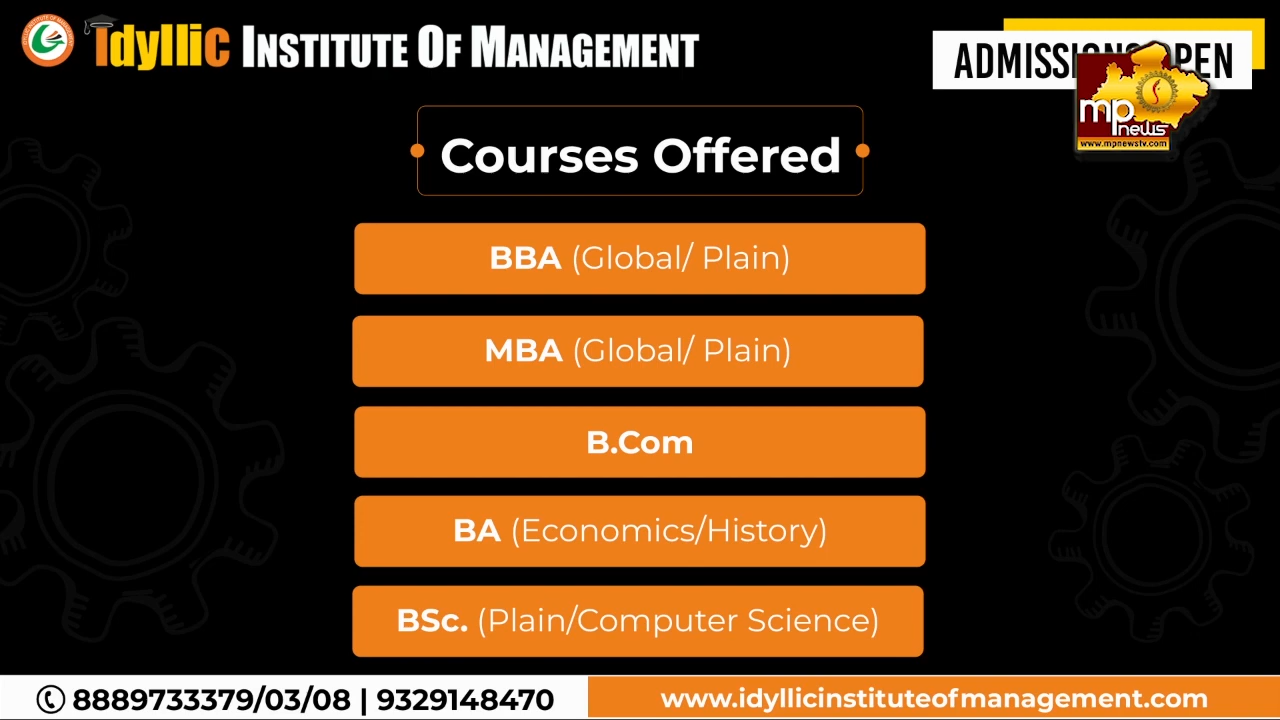 Idyllic Institute Of Management
ADMISSIONS OPEN
mp news
www.mpnewstv.com
Courses Offered
BBA (Global/ Plain)
MBA (Global/ Plain)
B.Com
BA (Economics/History)
BSc. (Plain/Computer Science)
8889733379/03/08 | 9329148470
www.idyllicinstituteofmanagement.com